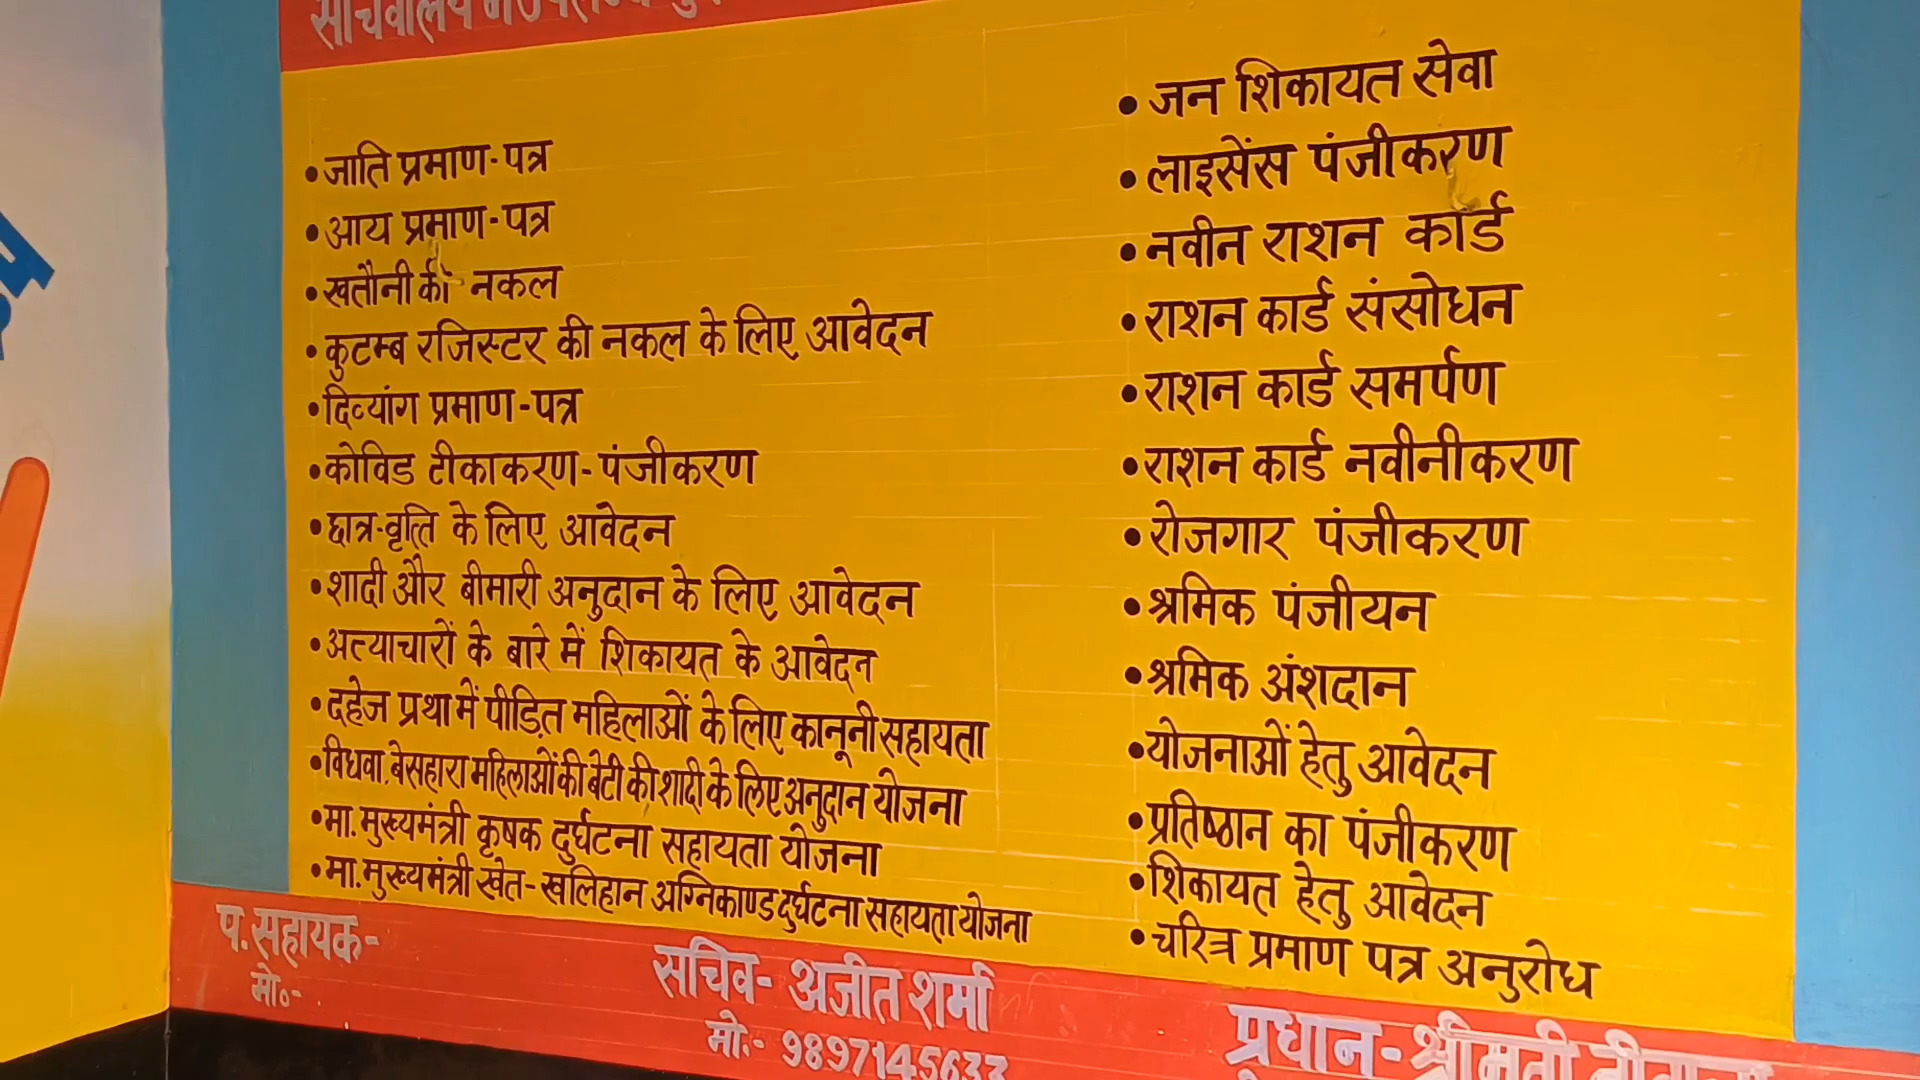 • जाति प्रमाण-पत्र
• आय प्रमाण-पत्र
• खतौनी की नकल
• कुटम्ब रजिस्टर की नकल के लिए आवेदन
• दिव्यांग प्रमाण-पत्र
• कोविड टीकाकरण-पंजीकरण
• छात्र-वृत्ति के लिए आवेदन
• शादी और बीमारी अनुदान के लिए आवेदन
• अत्याचारों के बारे में शिकायत के आवेदन
• दहेज प्रथा में पीड़ित महिलाओं के लिए कानूनी सहायता
• विधवा, बेसहारा महिलाओं की बेटी की शादी के लिए अनुदान योजना
• मा. मुख्यमंत्री कृषक दुर्घटना सहायता योजना
• मा. मुख्यमंत्री खेत-खलिहान अग्निकाण्ड दुर्घटना सहायता योजना
• जन शिकायत सेवा
• लाइसेंस पंजीकरण
• नवीन राशन कार्ड
• राशन कार्ड संसोधन
• राशन कार्ड समर्पण
• राशन कार्ड नवीनीकरण
• रोजगार पंजीकरण
• श्रमिक पंजीयन
• श्रमिक अंशदान
• योजनाओं हेतु आवेदन
• प्रतिष्ठान का पंजीकरण
• शिकायत हेतु आवेदन
• चरित्र प्रमाण पत्र अनुरोध
प. सहायक-
मो०-
सचिव- अजीत शर्मा
मो.- 9897145633
प्रधान-श्रीमती